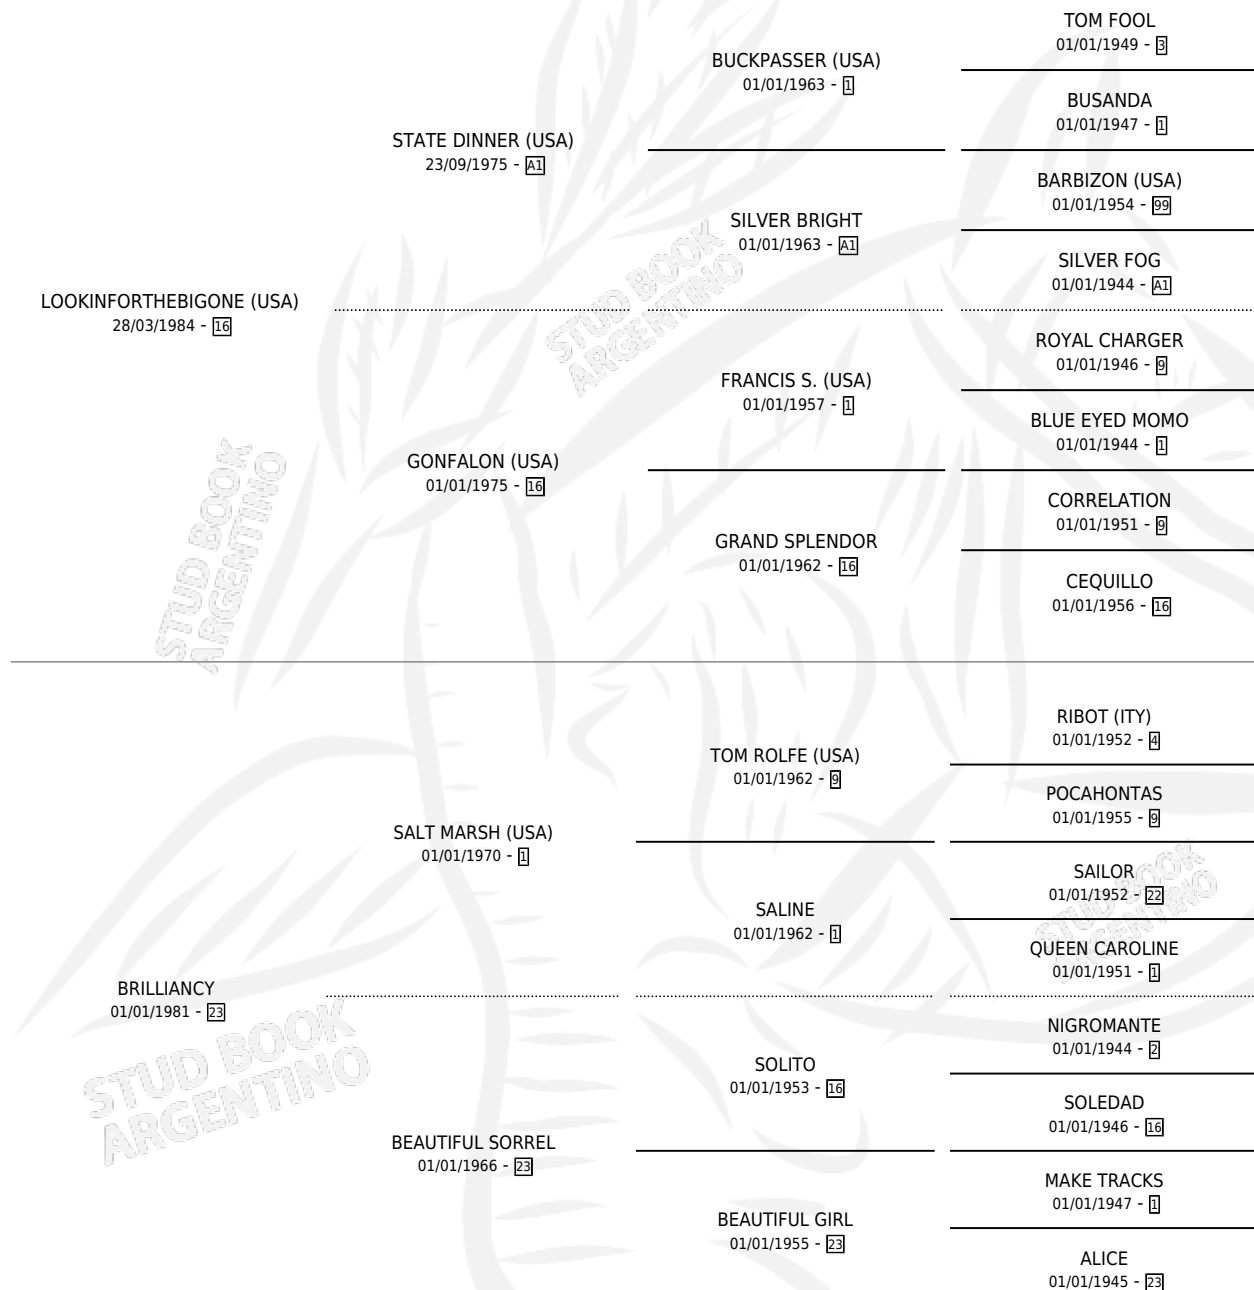 TOM FOOL
01/01/1949 - 3
BUCKPASSER (USA)
01/01/1963 - 1
BUSANDA
01/01/1947 - 1
STATE DINNER (USA)
23/09/1975 - A1
BARBIZON (USA)
01/01/1954 - 99
SILVER BRIGHT
01/01/1963 - A1
SILVER FOG
01/01/1944 - A1
LOOKINFORTHEBIGONE (USA)
28/03/1984 - 16
ROYAL CHARGER
01/01/1946 - 9
FRANCIS S. (USA)
01/01/1957 - 1
BLUE EYED MOMO
01/01/1944 - 1
GONFALON (USA)
01/01/1975 - 16
CORRELATION
01/01/1951 - 9
GRAND SPLENDOR
01/01/1962 - 16
CEQUILLO
01/01/1956 - 16
RIBOT (ITY)
01/01/1952 - 4
TOM ROLFE (USA)
01/01/1962 - 9
POCAHONTAS
01/01/1955 - 9
SALT MARSH (USA)
01/01/1970 - 1
SAILOR
01/01/1952 - 22
SALINE
01/01/1962 - 1
QUEEN CAROLINE
01/01/1951 - 1
BRILLIANCY
01/01/1981 - 23
NIGROMANTE
01/01/1944 - 2
SOLITO
01/01/1953 - 16
SOLEDAD
01/01/1946 - 16
BEAUTIFUL SORREL
01/01/1966 - 23
MAKE TRACKS
01/01/1947 - 1
BEAUTIFUL GIRL
01/01/1955 - 23
ALICE
01/01/1945 - 23
STUD BOOK
ARGENTINO
STUD BOOK
ARGENTINO
STUD BOOK
ARGENTINO
STUD BOOK
ARGENTINO